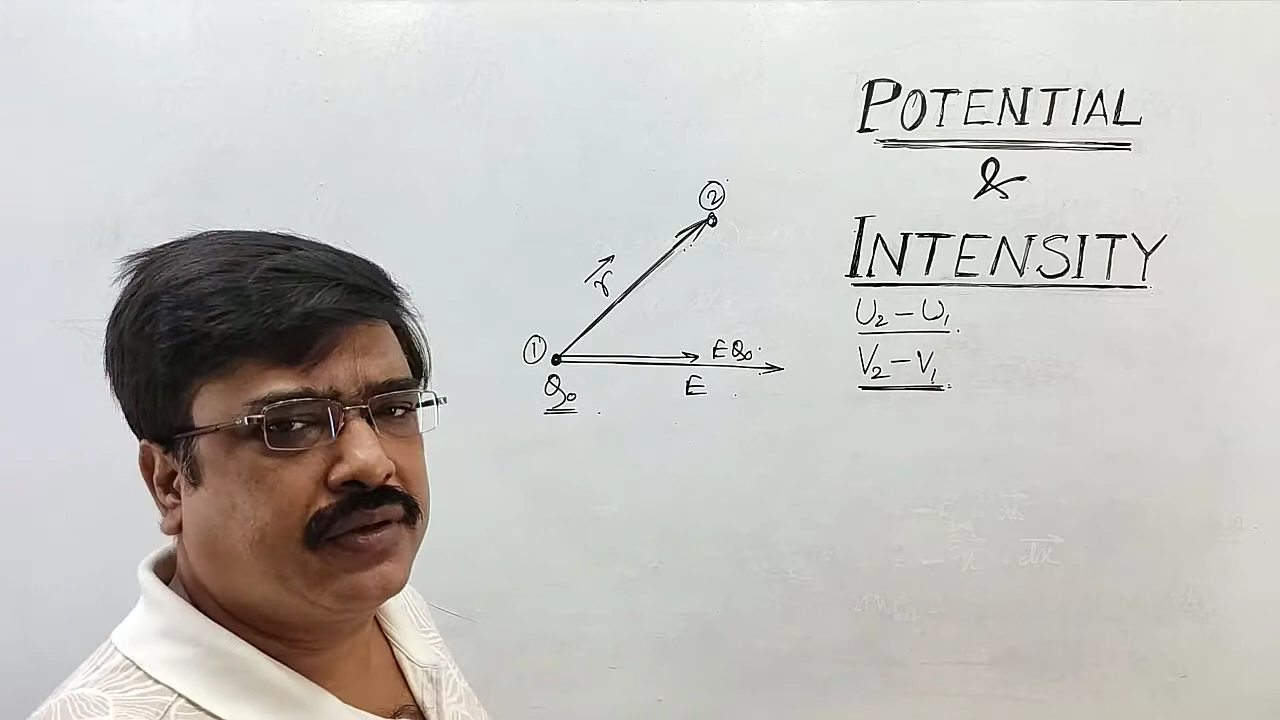 POTENTIAL
&
INTENSITY
U₂ – U₁
V₂ – V₁
②
r⃗
①
EQ₀
Q₀
E